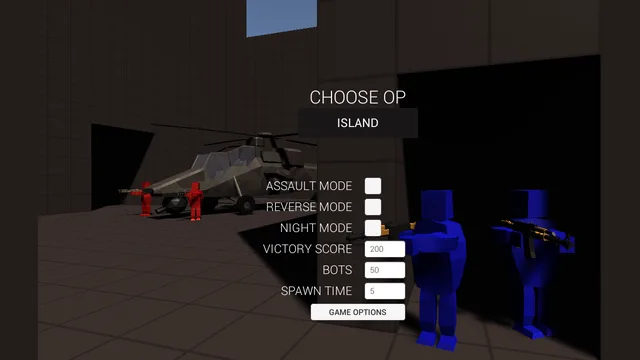 CHOOSE OP
ISLAND
ASSAULT MODE
REVERSE MODE
NIGHT MODE
VICTORY SCORE 200
BOTS 50
SPAWN TIME 5
GAME OPTIONS